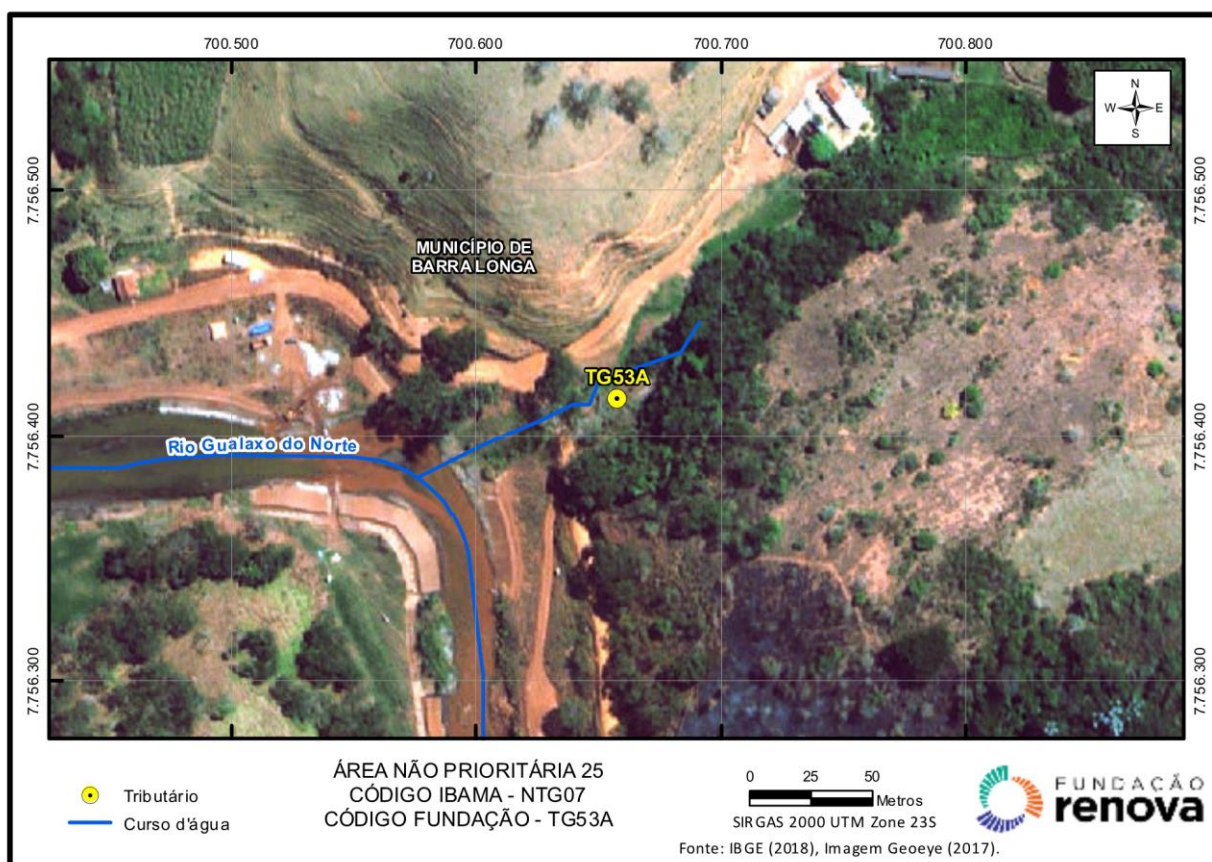 700.500 700.600 700.700 700.800
N
W E
S
7.756.500 7.756.500
MUNICÍPIO DE
BARRA LONGA
TG53A
7.756.400 7.756.400
Rio Gualaxo do Norte
7.756.300 7.756.300
ÁREA NÃO PRIORITÁRIA 25
CÓDIGO IBAMA - NTG07
CÓDIGO FUNDAÇÃO - TG53A
Tributário
Curso d'água
0 25 50
Metros
SIRGAS 2000 UTM Zone 23S
FUNDAÇÃO
renova
Fonte: IBGE (2018), Imagem Geoeye (2017).